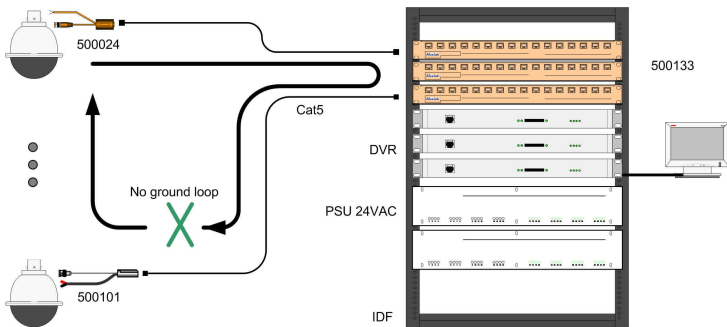 500024
500133
Cat5
DVR
No ground loop
PSU 24VAC
500101
IDF